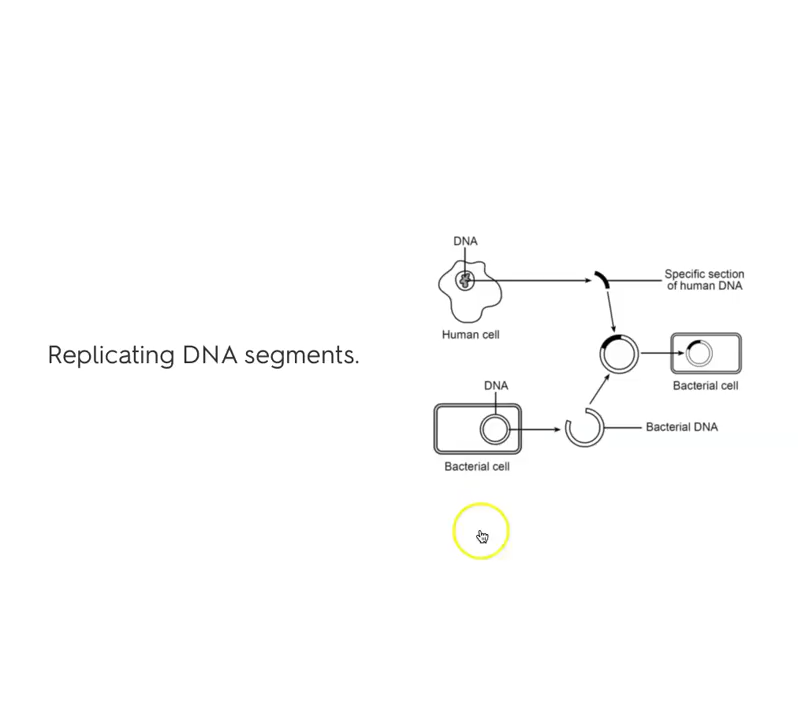 Replicating DNA segments.
DNA
Human cell
Specific section
of human DNA
Bacterial cell
DNA
Bacterial DNA
Bacterial cell